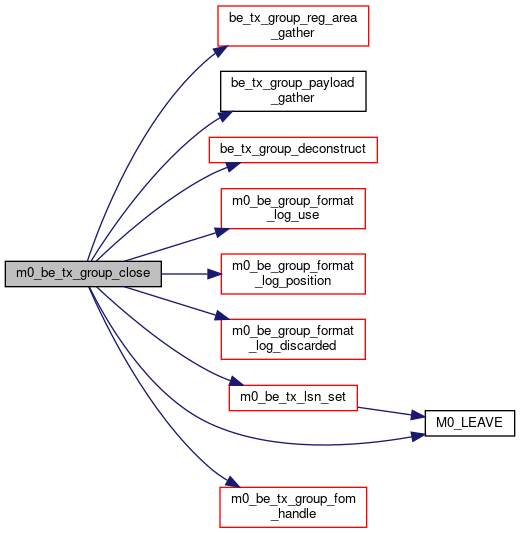 be_tx_group_reg_area
_gather
be_tx_group_payload
_gather
be_tx_group_deconstruct
m0_be_group_format
_log_use
m0_be_tx_group_close
m0_be_group_format
_log_position
m0_be_group_format
_log_discarded
m0_be_tx_lsn_set
M0_LEAVE
m0_be_tx_group_fom
_handle